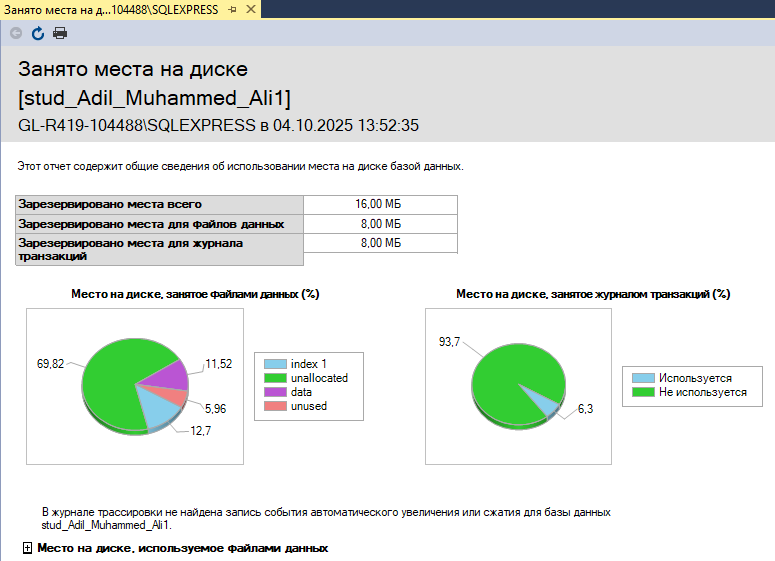 Занято места на д...104488\SQLEXPRESS
Занято места на диске
[stud_Adil_Muhammed_Ali1]
GL-R419-104488\SQLEXPRESS в 04.10.2025 13:52:35
Этот отчет содержит общие сведения об использовании места на диске базой данных.
Зарезервировано места всего 16,00 МБ
Зарезервировано места для файлов данных 8,00 МБ
Зарезервировано места для журнала транзакций 8,00 МБ
Место на диске, занятое файлами данных (%)
69,82
11,52
5,96
12,7
index 1
unallocated
data
unused
Место на диске, занятое журналом транзакций (%)
93,7
6,3
Используется
Не используется
В журнале трассировки не найдена запись события автоматического увеличения или сжатия для базы данных
stud_Adil_Muhammed_Ali1.
Место на диске, используемое файлами данных